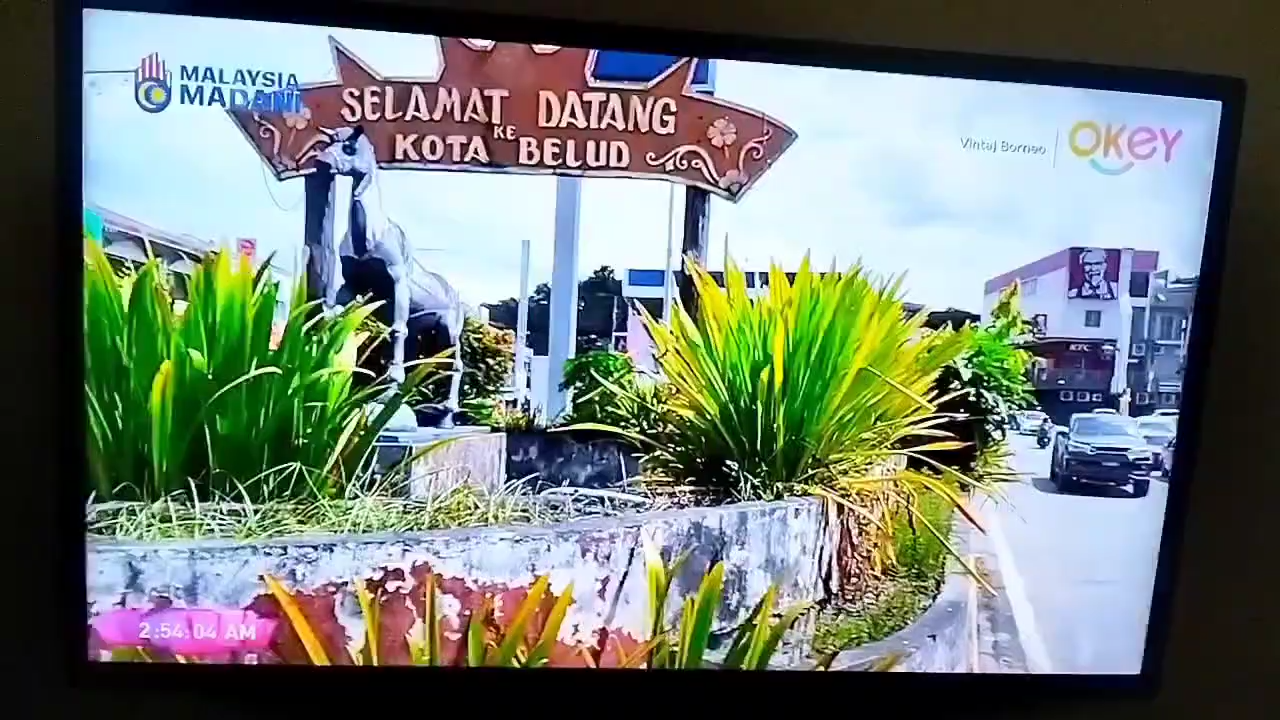 MALAYSIA
MADANI
SELAMAT DATANG
KE
KOTA BELUD
Vintaj Borneo
OKEY
KFC
2:54:04 AM